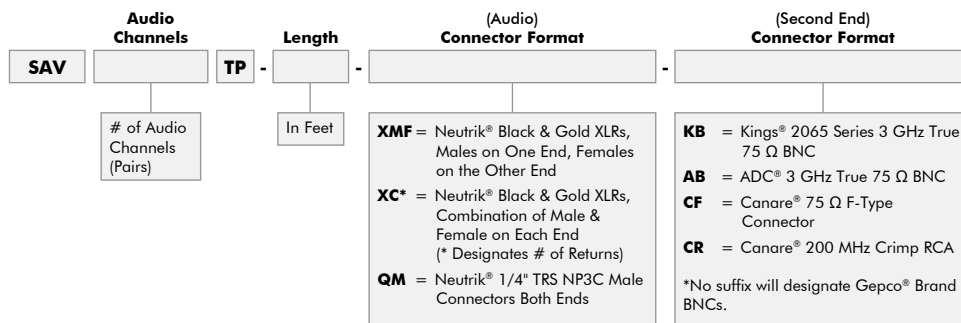 Audio
Channels
Length
(Audio)
Connector Format
(Second End)
Connector Format
SAV
TP
-
-
-
# of Audio
Channels
(Pairs)
In Feet
XMF = Neutrik® Black & Gold XLRs,
Males on One End, Females
on the Other End
XC* = Neutrik® Black & Gold XLRs,
Combination of Male &
Female on Each End
(* Designates # of Returns)
QM = Neutrik® 1/4" TRS NP3C Male
Connectors Both Ends
KB = Kings® 2065 Series 3 GHz True
75 Ω BNC
AB = ADC® 3 GHz True 75 Ω BNC
CF = Canare® 75 Ω F-Type
Connector
CR = Canare® 200 MHz Crimp RCA
*No suffix will designate Gepco® Brand
BNCs.